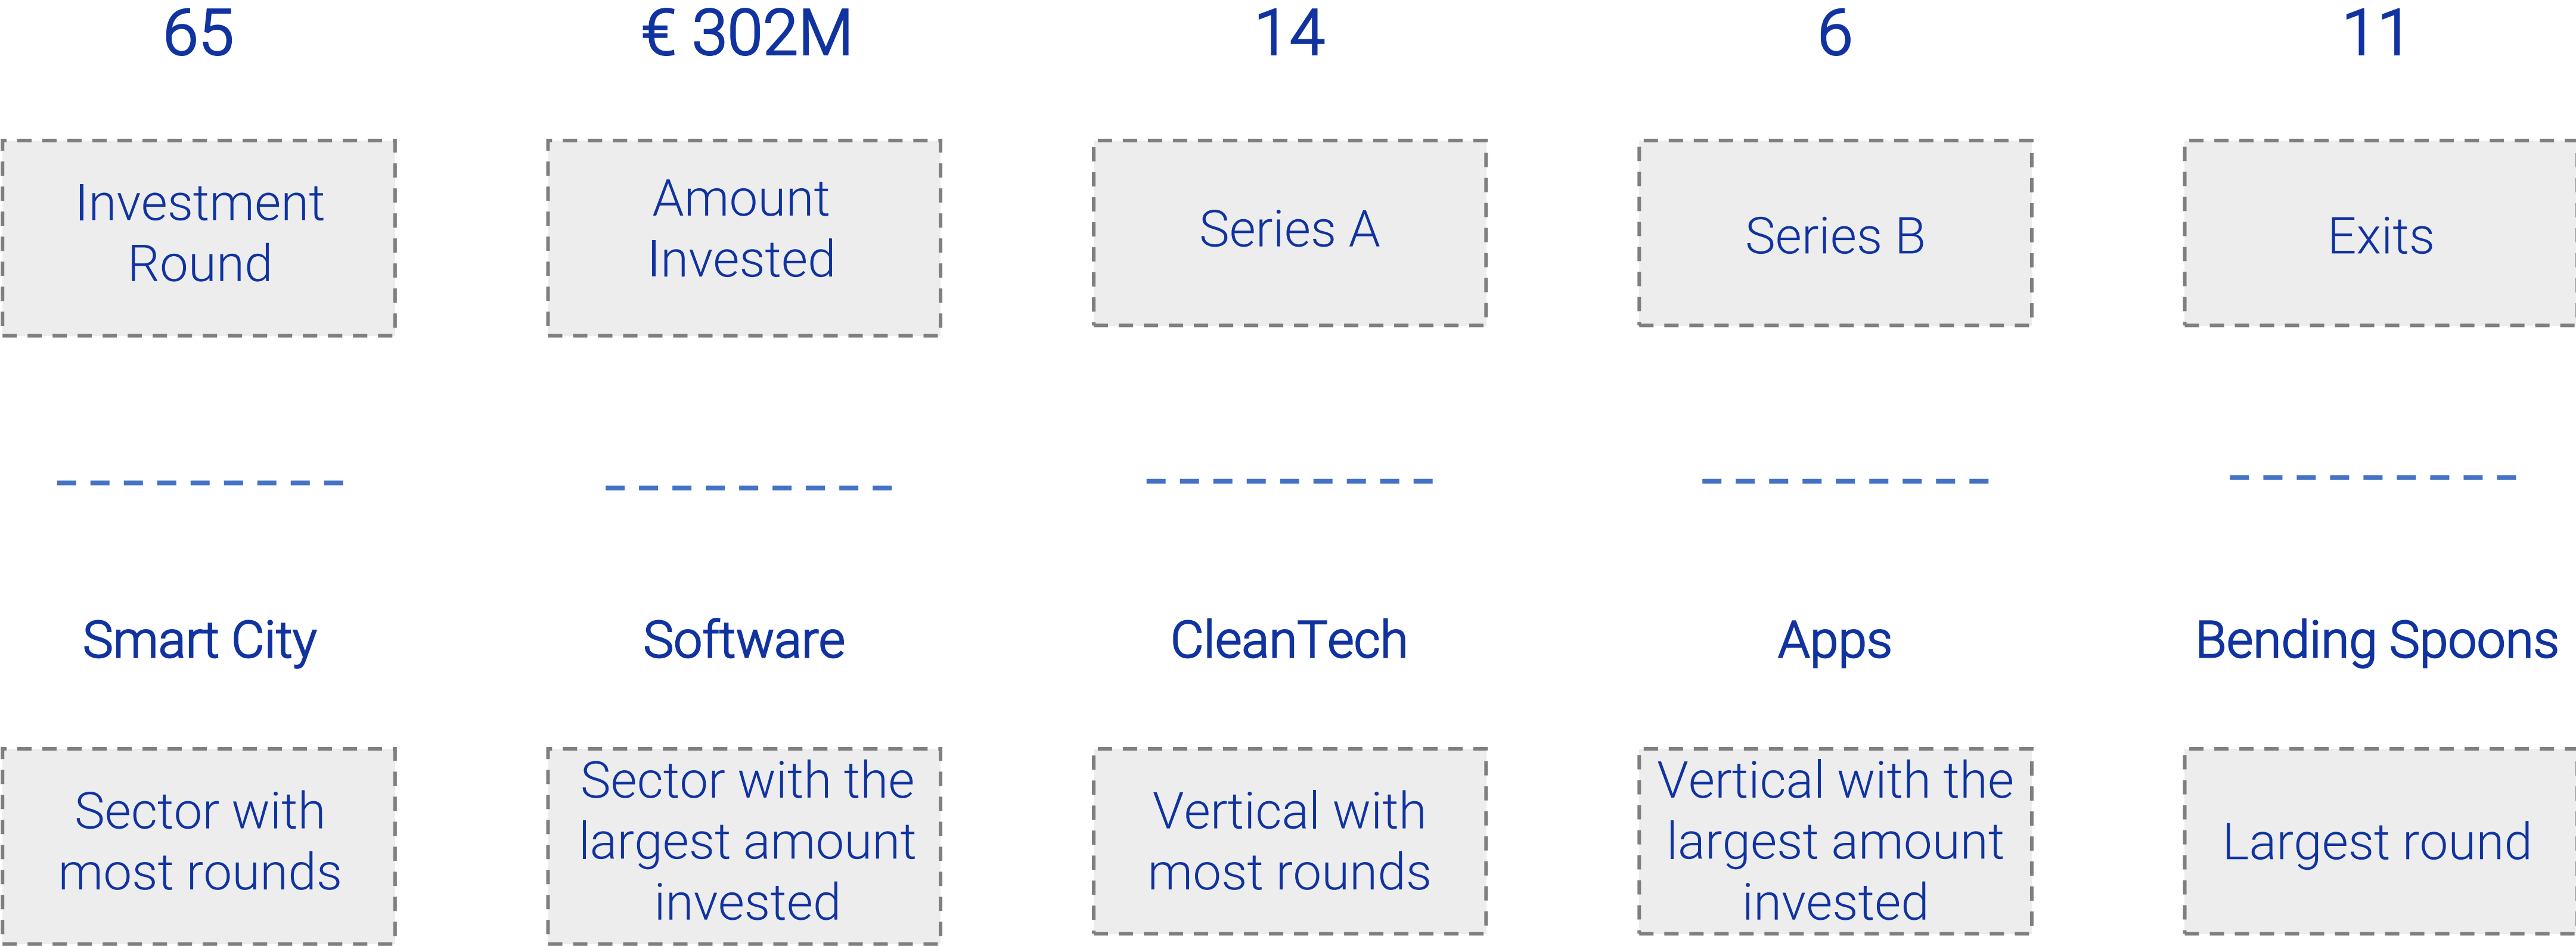 65
€ 302M
14
6
11
Investment
Round
Amount
Invested
Series A
Series B
Exits
Smart City
Software
CleanTech
Apps
Bending Spoons
Sector with
most rounds
Sector with the
largest amount
invested
Vertical with
most rounds
Vertical with the
largest amount
invested
Largest round